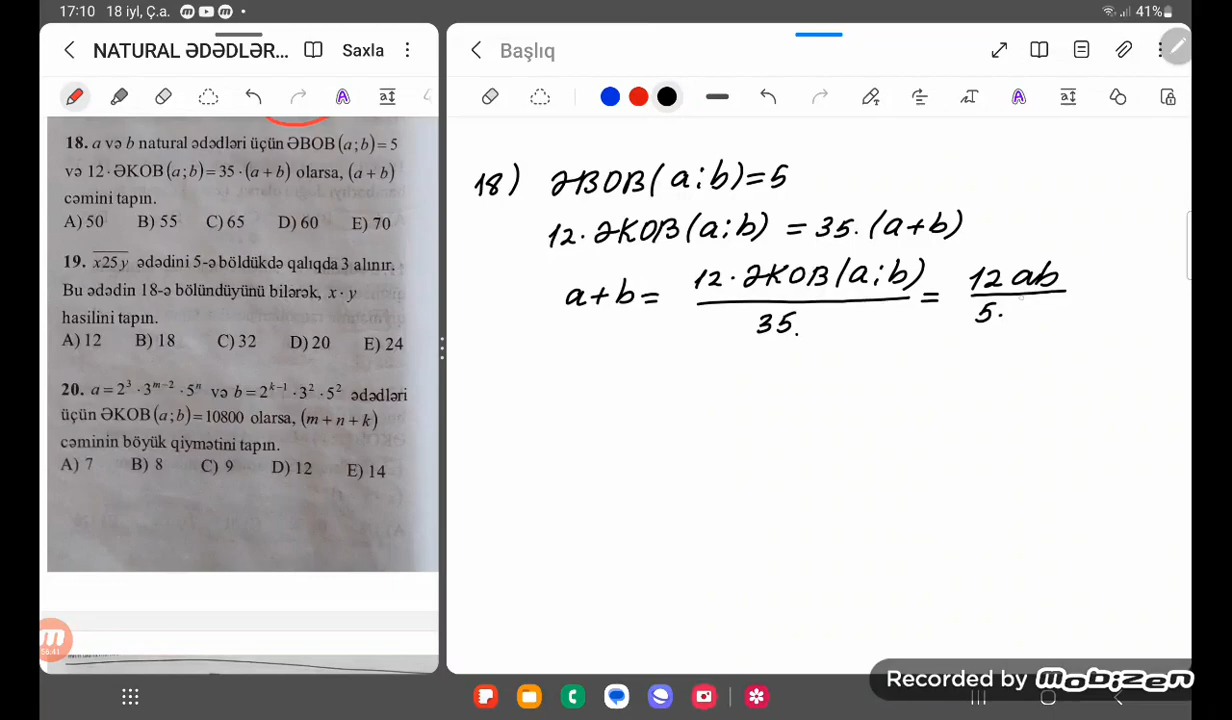 17:10 18 iyl, Ç.a. 41%
NATURAL ƏDƏDLƏR... Saxla
Başlıq
18. a və b natural ədədləri üçün ƏBOB(a;b)=5
və 12·ƏKOB(a;b)=35·(a+b) olarsa, (a+b)
cəmini tapın.
A) 50 B) 55 C) 65 D) 60 E) 70
19. x25y ədədini 5-ə böldükdə qalıqda 3 alınır.
Bu ədədin 18-ə bölündüyünü bilərək, x·y
hasilini tapın.
A) 12 B) 18 C) 32 D) 20 E) 24
20. a=2³·3ᵐ⁻²·5ⁿ və b=2ᵏ⁻¹·3²·5² ədədləri
üçün ƏKOB(a;b)=10800 olarsa, (m+n+k)
cəminin böyük qiymətini tapın.
A) 7 B) 8 C) 9 D) 12 E) 14
18) ƏBOB(a;b)=5
12·ƏKOB(a;b)=35·(a+b)
a+b= 12·ƏKOB(a;b) = 12ab
35. 5.
56:41
Recorded by mobizen